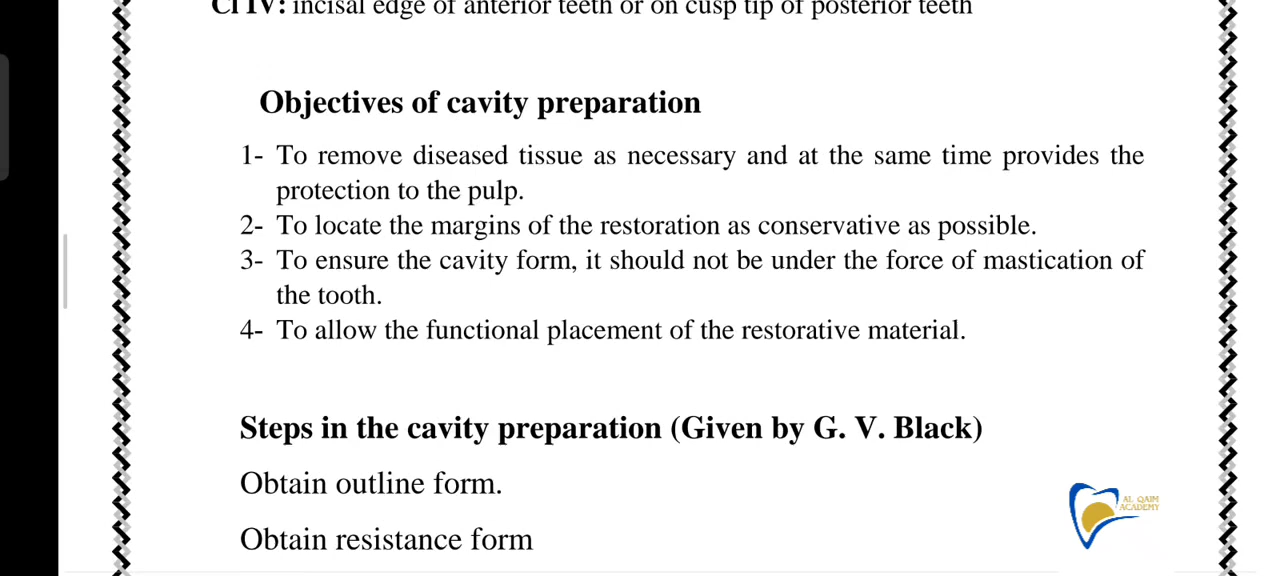 Cl IV: incisal edge of anterior teeth or on cusp tip of posterior teeth
Objectives of cavity preparation
1- To remove diseased tissue as necessary and at the same time provides the
protection to the pulp.
2- To locate the margins of the restoration as conservative as possible.
3- To ensure the cavity form, it should not be under the force of mastication of
the tooth.
4- To allow the functional placement of the restorative material.
Steps in the cavity preparation (Given by G. V. Black)
Obtain outline form.
Obtain resistance form
AL QAIM
ACADEMY